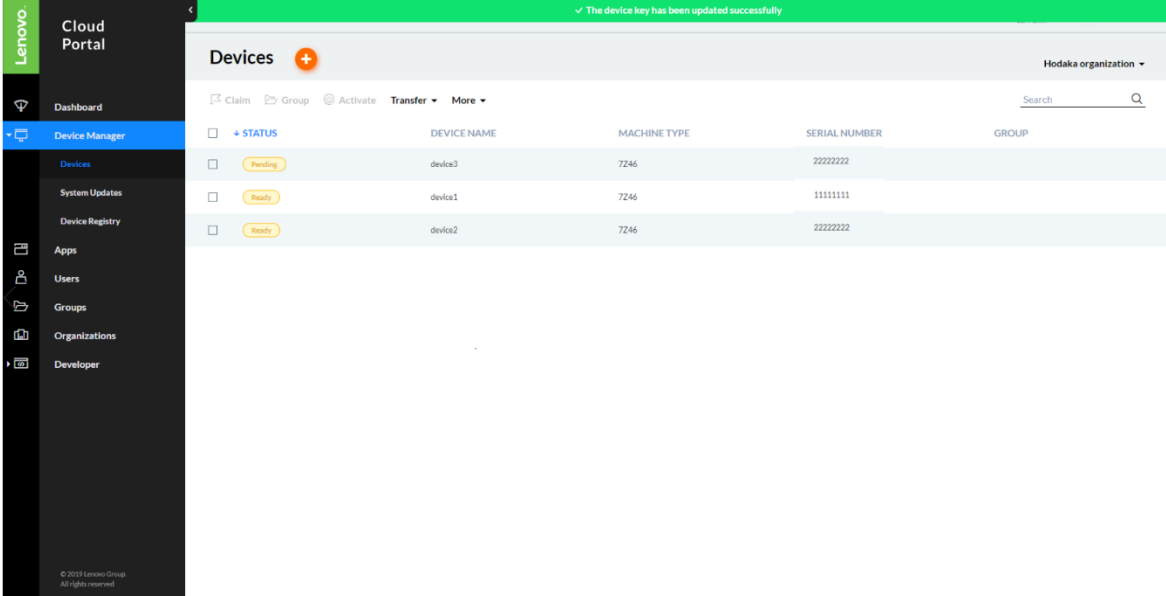 Lenovo.
Cloud
Portal
Dashboard
Device Manager
Devices
System Updates
Device Registry
Apps
Users
Groups
Organizations
Developer
© 2019 Lenovo Group.
All rights reserved
✓ The device key has been updated successfully
Devices
Hodaka organization
Claim Group Activate Transfer More
Search
↓ STATUS DEVICE NAME MACHINE TYPE SERIAL NUMBER GROUP
Pending device3 7Z46 22222222
Ready device1 7Z46 11111111
Ready device2 7Z46 22222222